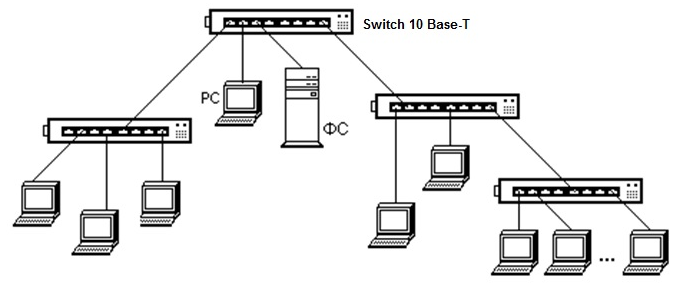 Switch 10 Base-T
PC
ФС
...